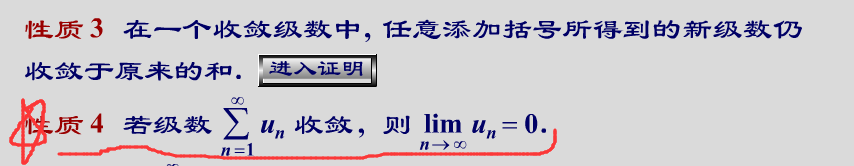 性质 3 在一个收敛级数中, 任意添加括号所得到的新级数仍
收敛于原来的和. 进入证明
性质 4 若级数 ∑_{n=1}^{∞} u_n 收敛, 则 lim_{n→∞} u_n = 0.